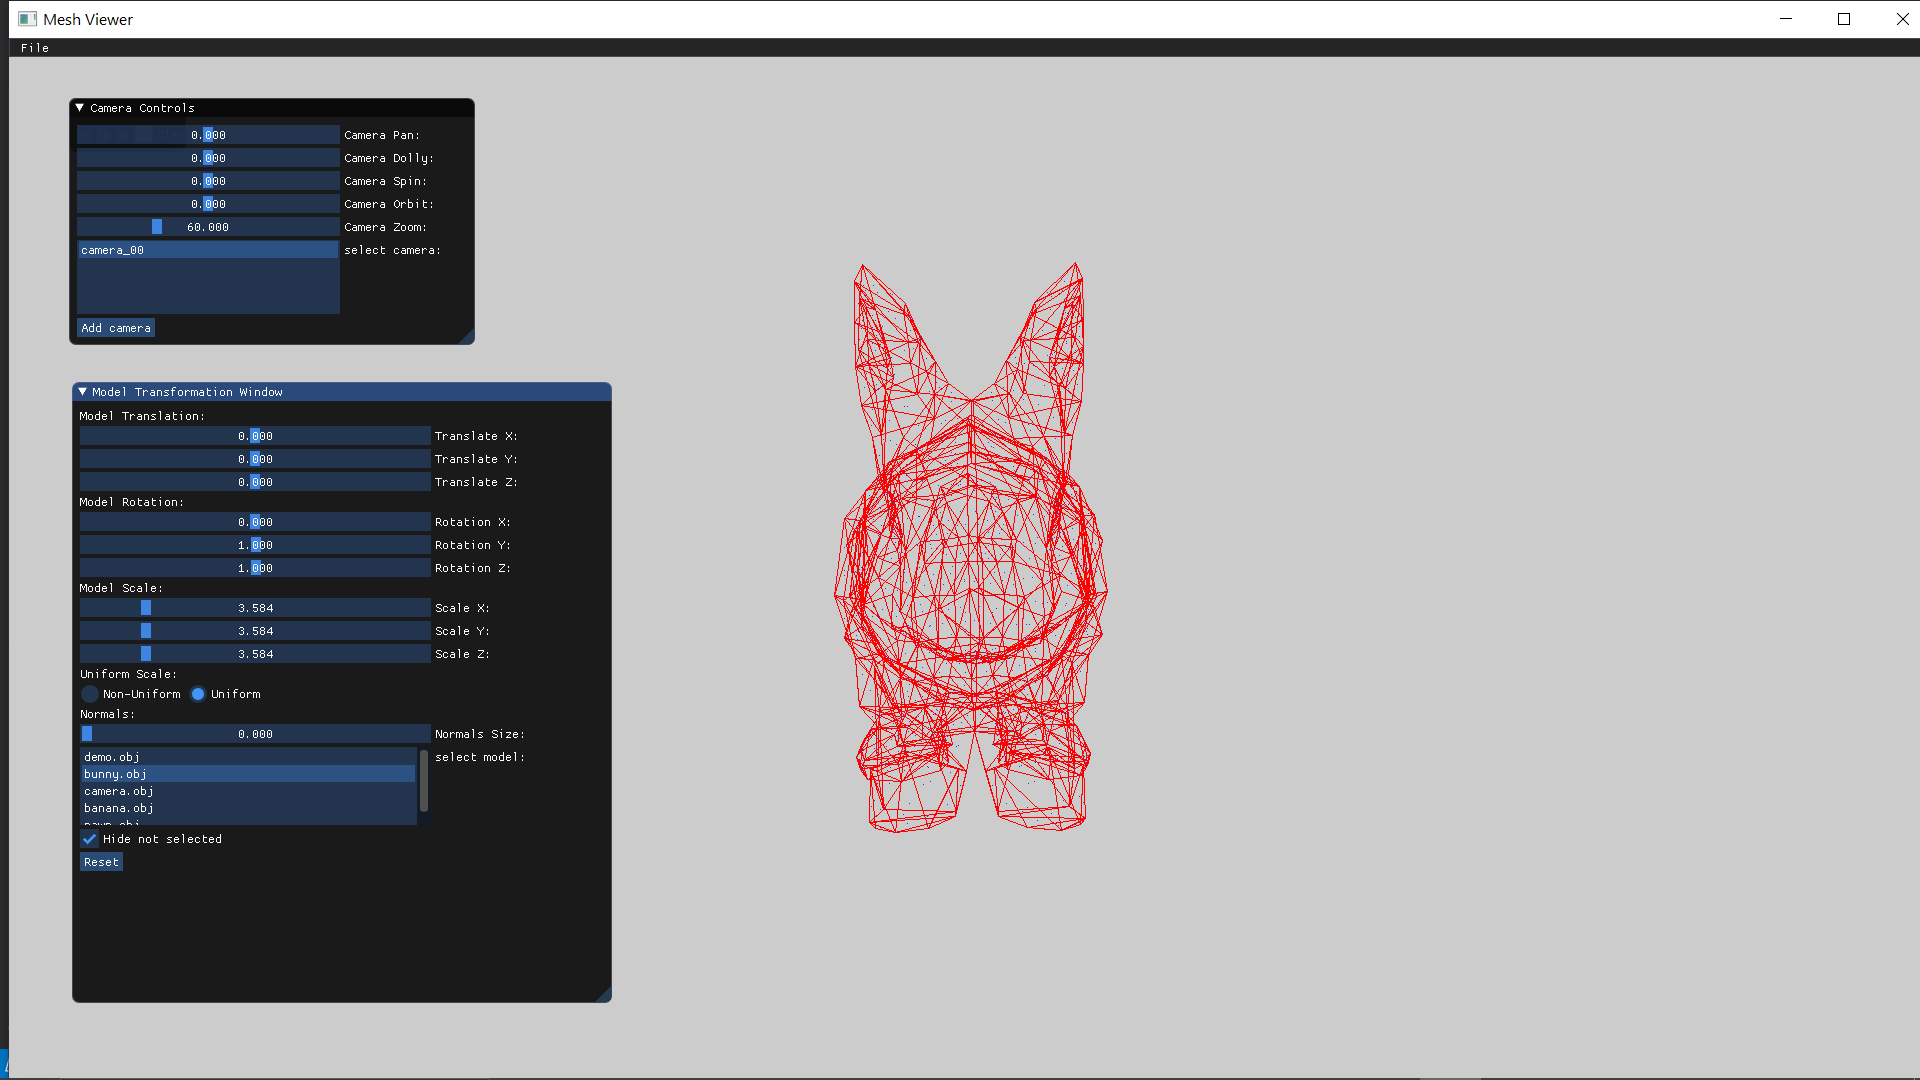 Mesh Viewer
File
Camera Controls
0.000 Camera Pan:
0.000 Camera Dolly:
0.000 Camera Spin:
0.000 Camera Orbit:
60.000 Camera Zoom:
camera_00 select camera:
Add camera
Model Transformation Window
Model Translation:
0.000 Translate X:
0.000 Translate Y:
0.000 Translate Z:
Model Rotation:
0.000 Rotation X:
1.000 Rotation Y:
1.000 Rotation Z:
Model Scale:
3.584 Scale X:
3.584 Scale Y:
3.584 Scale Z:
Uniform Scale:
Non-Uniform Uniform
Normals:
0.000 Normals Size:
demo.obj select model:
bunny.obj
camera.obj
banana.obj
Hide not selected
Reset